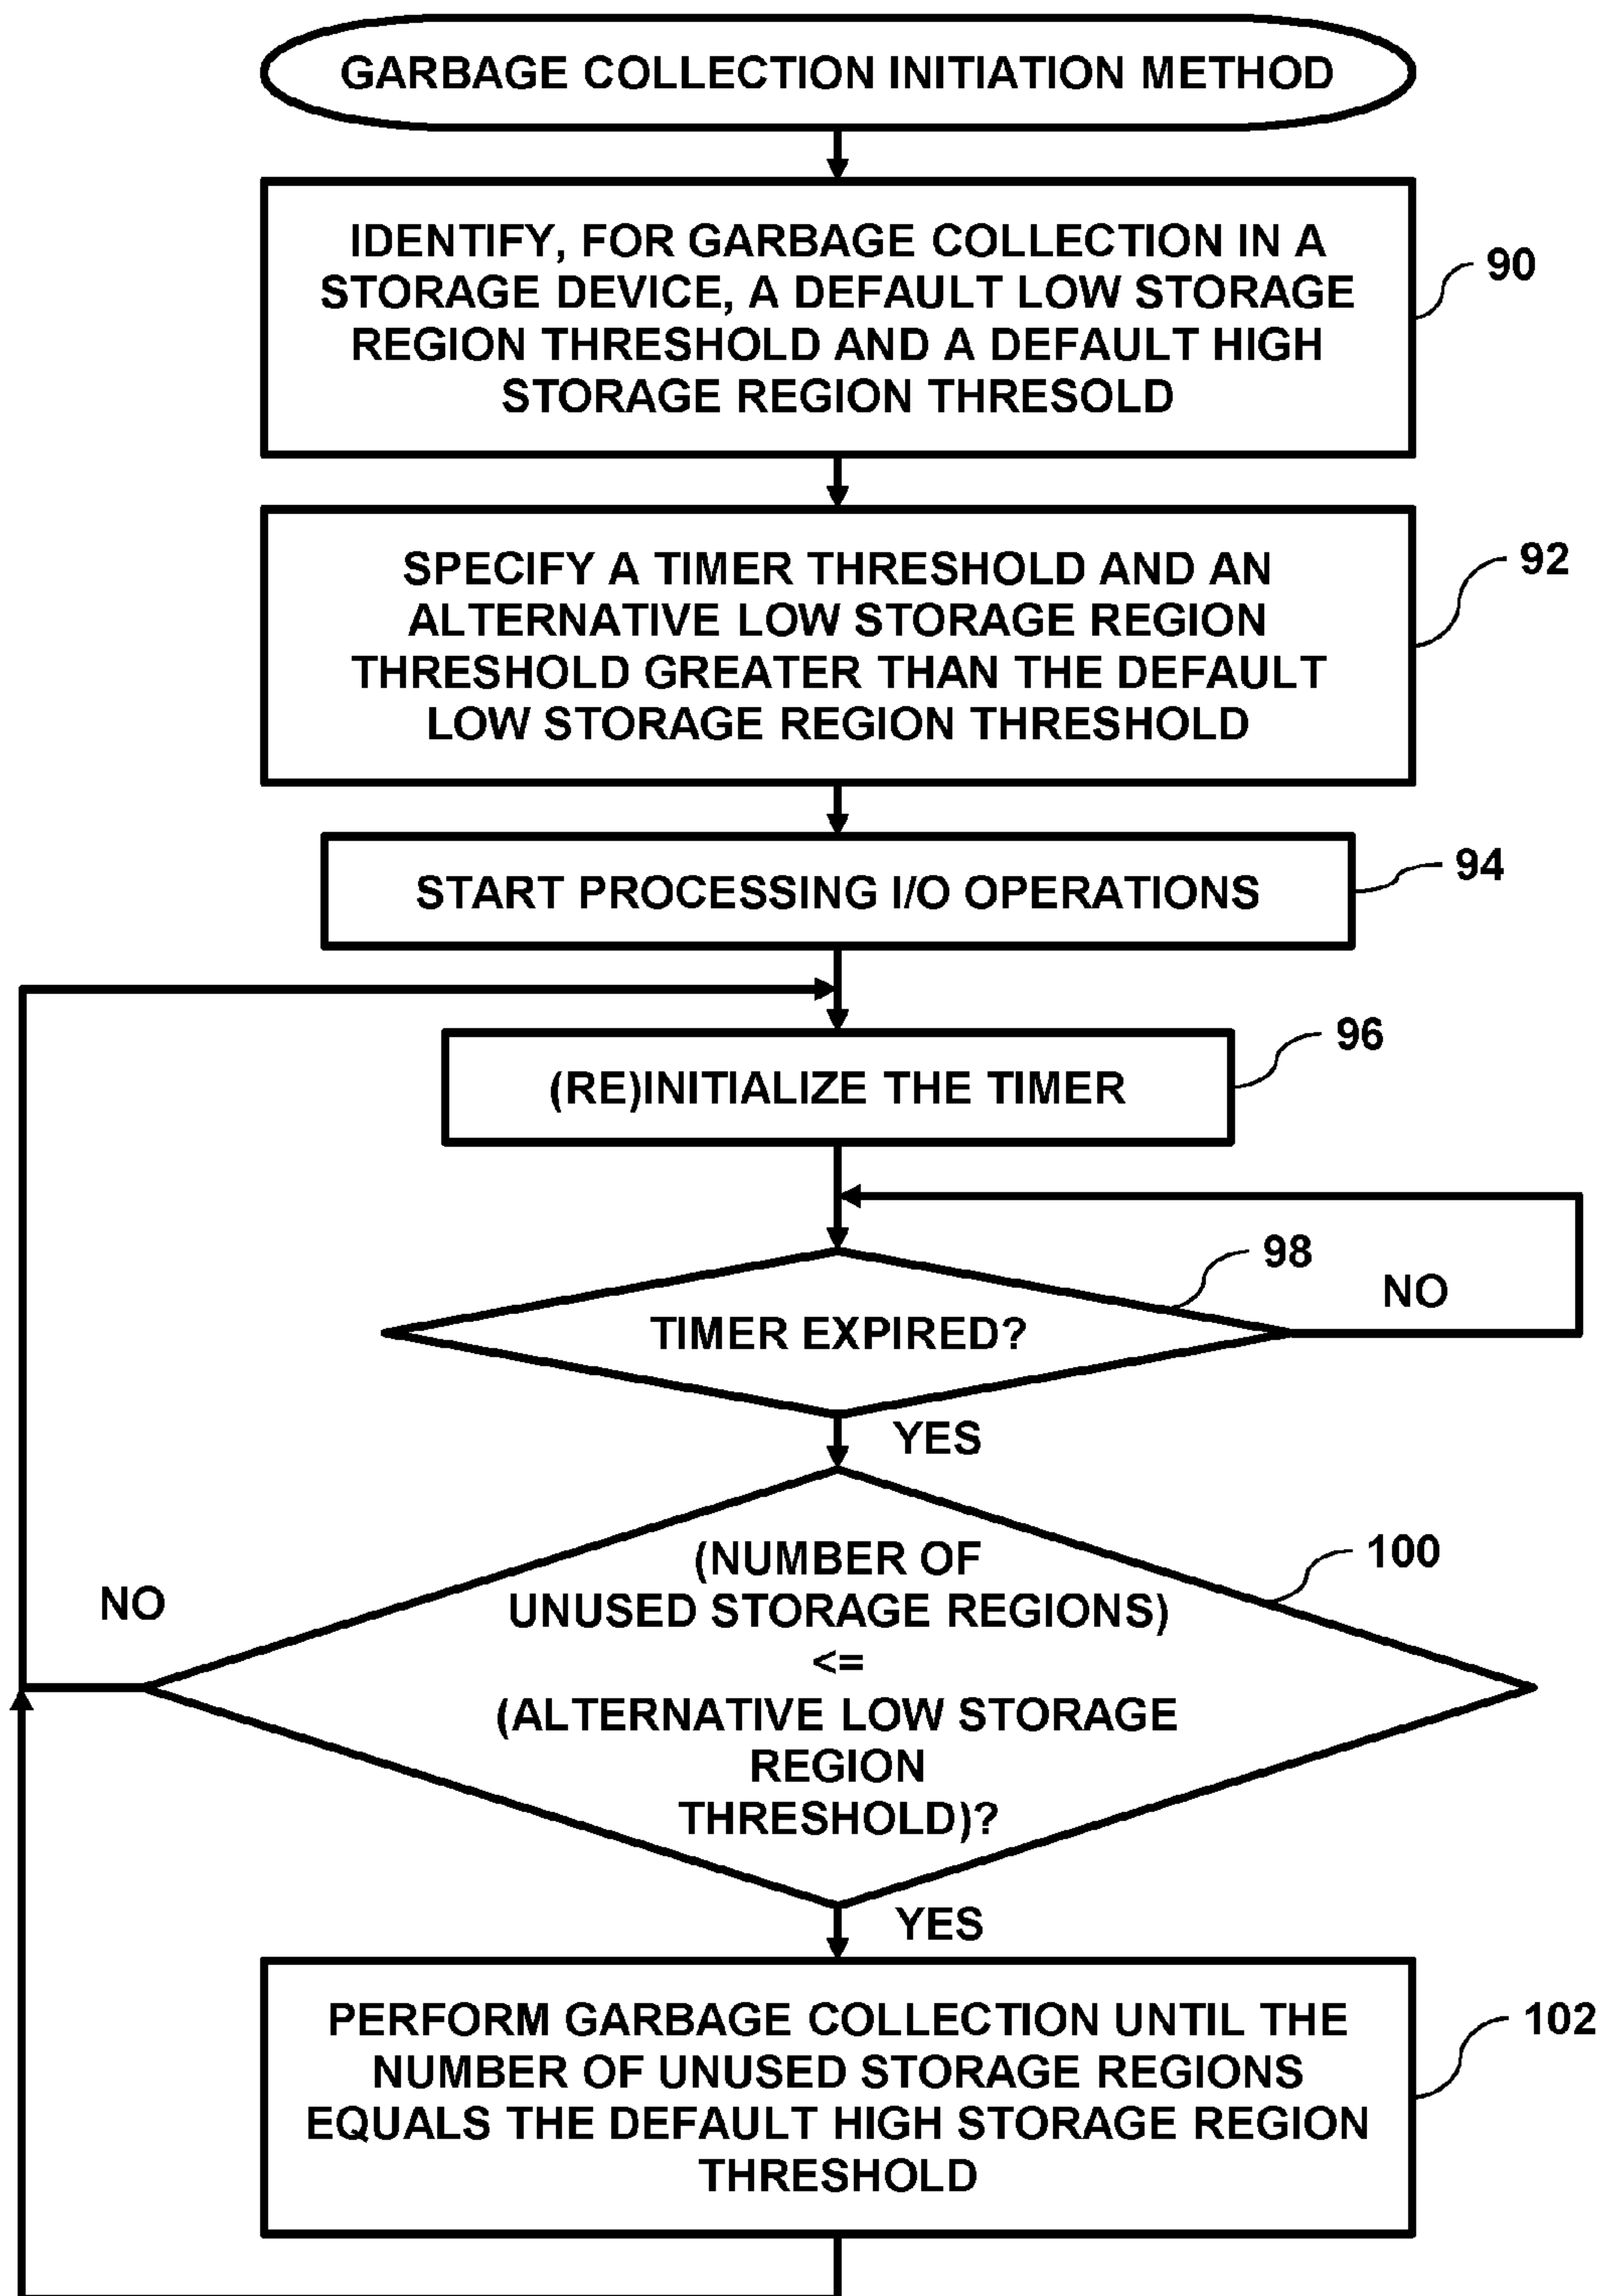 GARBAGE COLLECTION INITIATION METHOD
IDENTIFY, FOR GARBAGE COLLECTION IN A
STORAGE DEVICE, A DEFAULT LOW STORAGE
REGION THRESHOLD AND A DEFAULT HIGH
STORAGE REGION THRESOLD
90
SPECIFY A TIMER THRESHOLD AND AN
ALTERNATIVE LOW STORAGE REGION
THRESHOLD GREATER THAN THE DEFAULT
LOW STORAGE REGION THRESHOLD
92
START PROCESSING I/O OPERATIONS
94
(RE)INITIALIZE THE TIMER
96
TIMER EXPIRED?
98
NO
YES
(NUMBER OF
UNUSED STORAGE REGIONS)
<=
(ALTERNATIVE LOW STORAGE
REGION
THRESHOLD)?
100
NO
YES
PERFORM GARBAGE COLLECTION UNTIL THE
NUMBER OF UNUSED STORAGE REGIONS
EQUALS THE DEFAULT HIGH STORAGE REGION
THRESHOLD
102